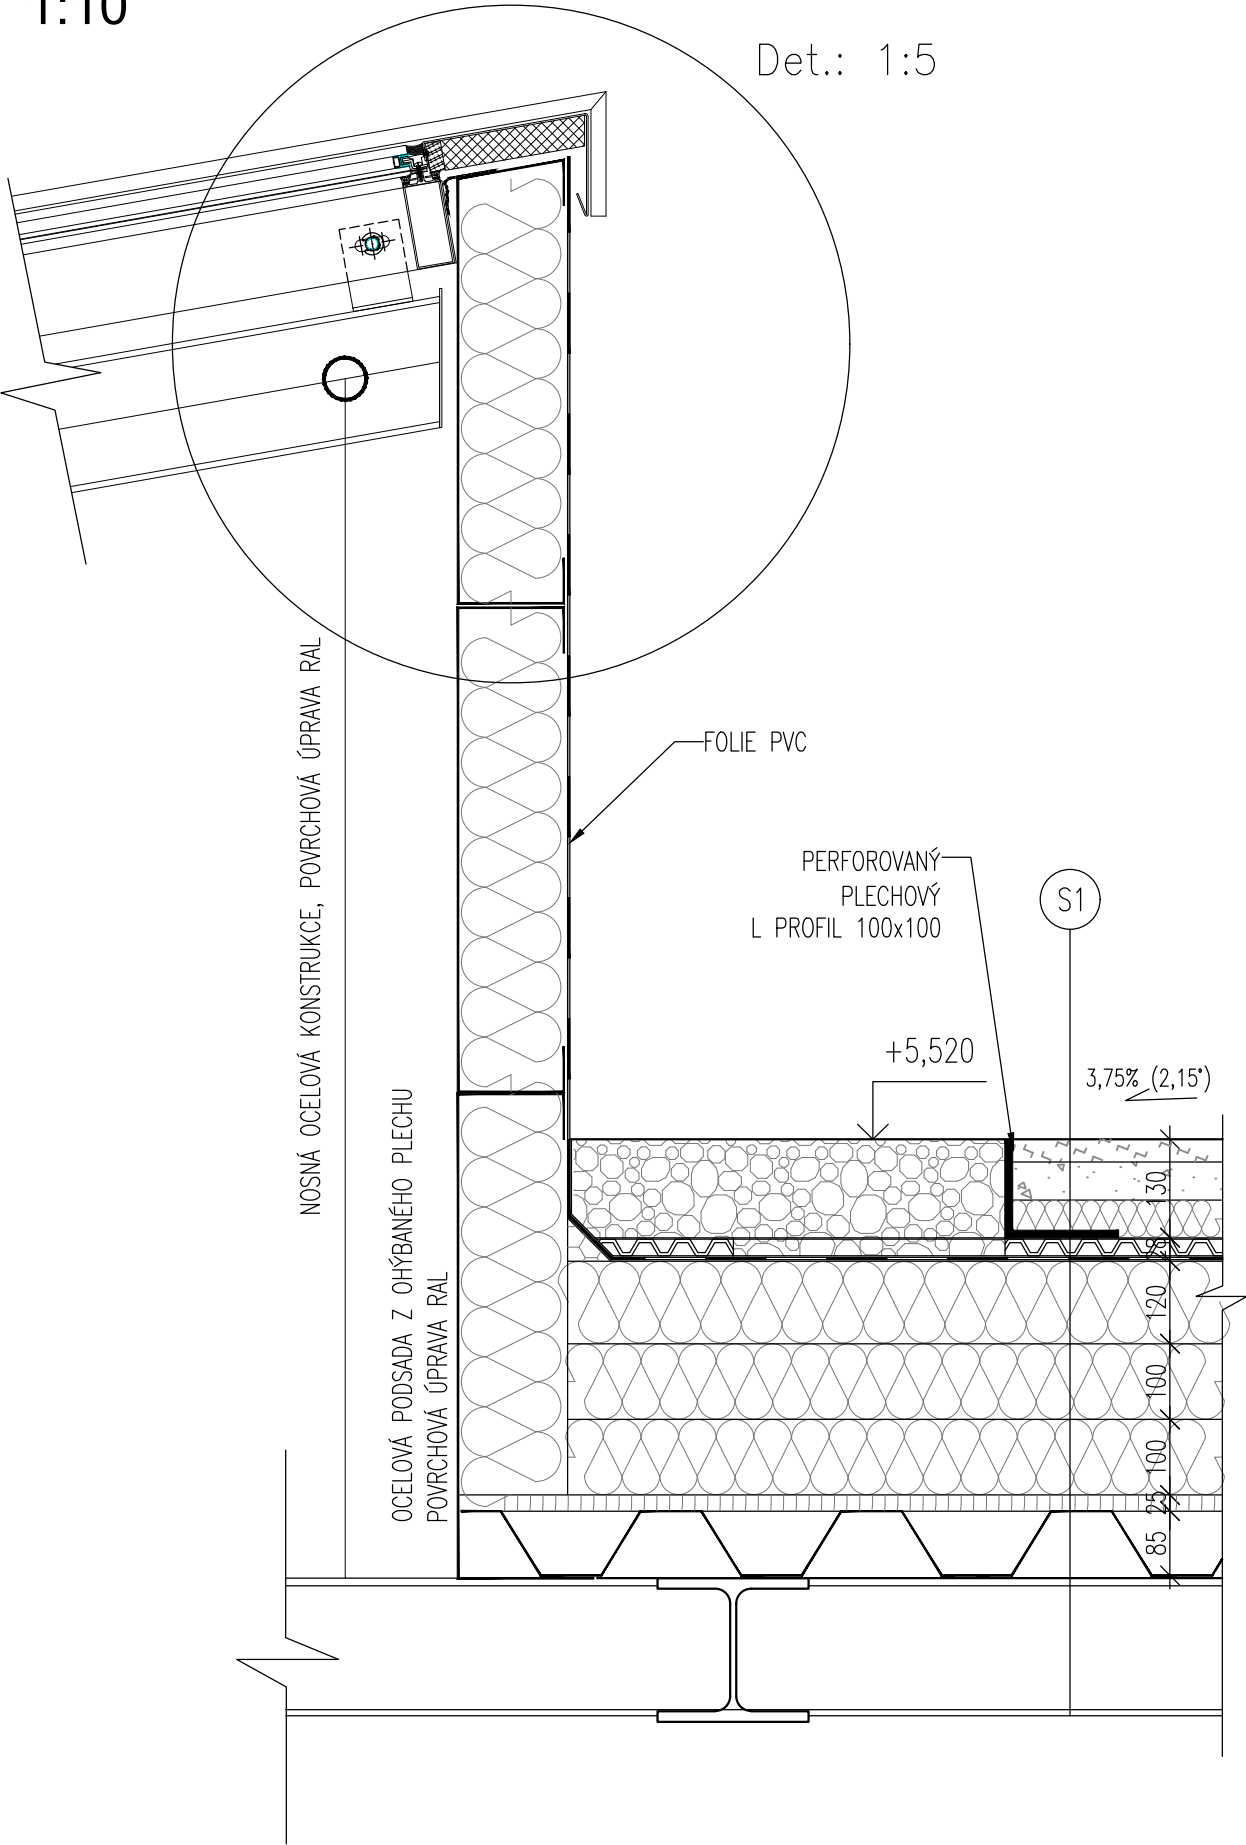 1:10
Det.: 1:5
NOSNÁ OCELOVÁ KONSTRUKCE, POVRCHOVÁ ÚPRAVA RAL
FOLIE PVC
PERFOROVANÝ
PLECHOVÝ
L PROFIL 100x100
S1
+5,520
3,75% (2,15°)
OCELOVÁ PODSADA Z OHÝBANÉHO PLECHU
POVRCHOVÁ ÚPRAVA RAL
130
28
120
100
100
25
85